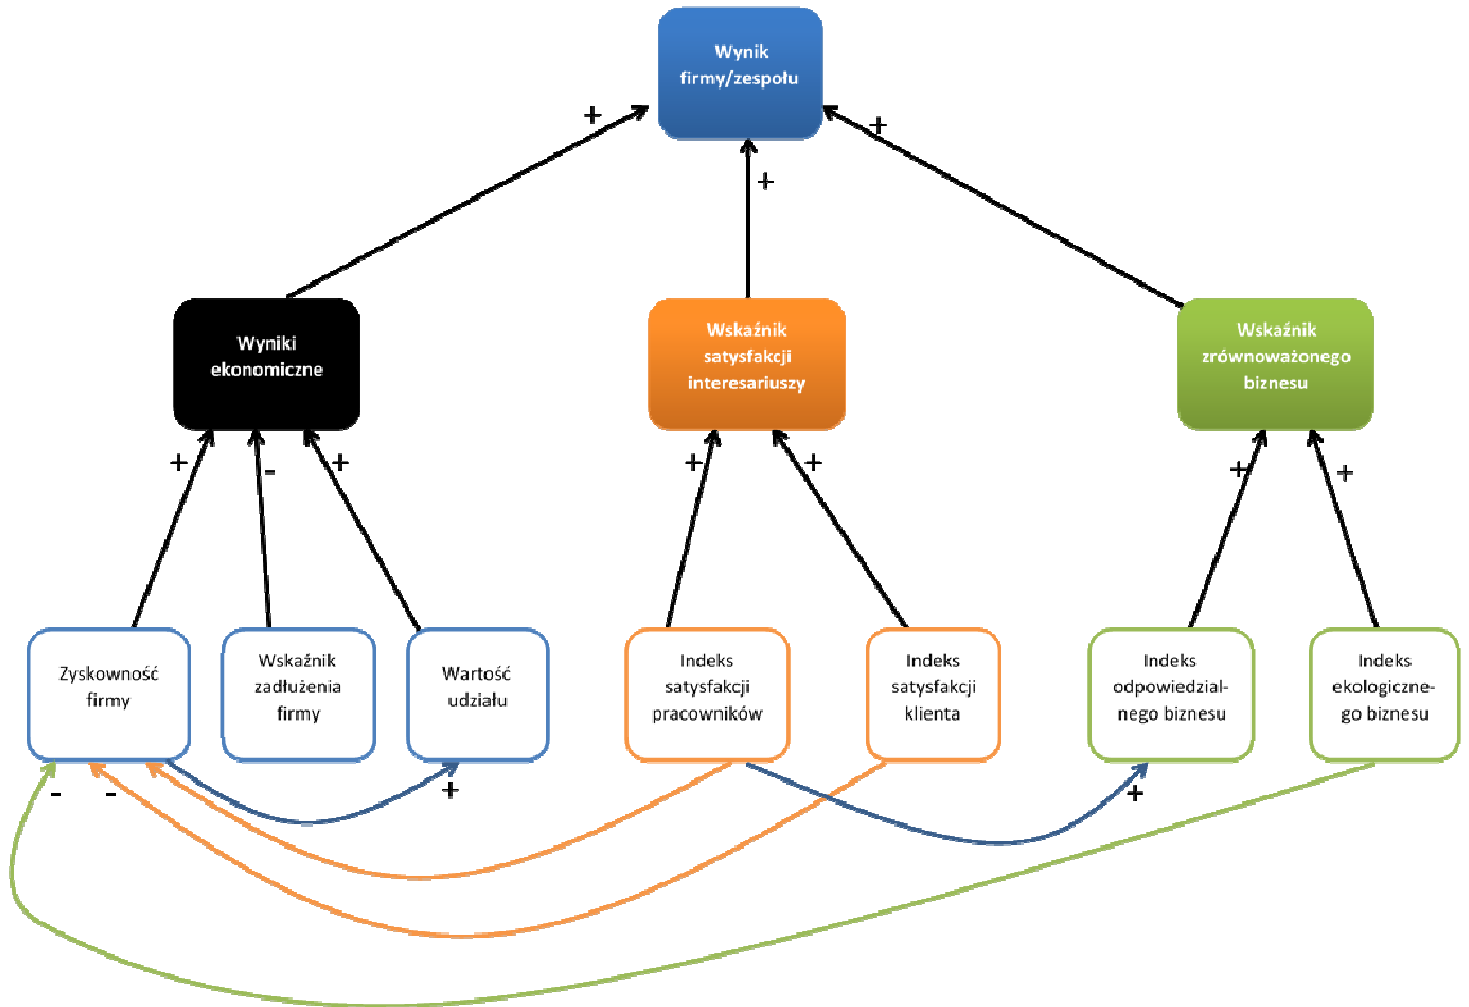 Wynik
firmy/zespołu
+
+
+
Wyniki
ekonomiczne
Wskaźnik
satysfakcji
interesariuszy
Wskaźnik
zrównoważonego
biznesu
+
-
+
+
+
+
+
Zyskowność
firmy
Wskaźnik
zadłużenia
firmy
Wartość
udziału
Indeks
satysfakcji
pracowników
Indeks
satysfakcji
klienta
Indeks
odpowiedzial-
nego biznesu
Indeks
ekologiczne-
go biznesu
-
-
+
+